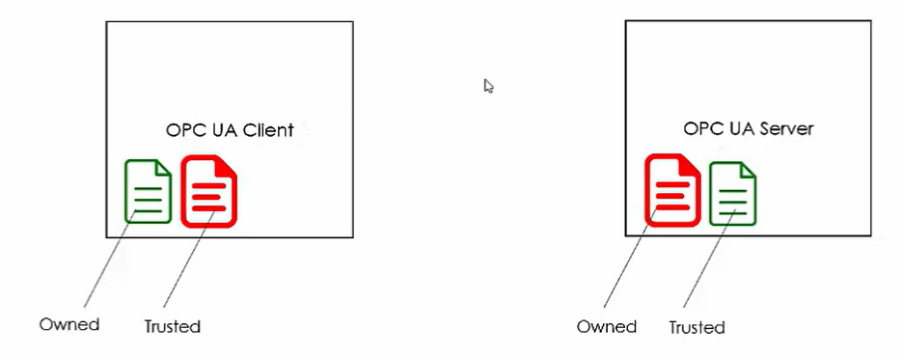 OPC UA Client
OPC UA Server
Owned
Trusted
Owned
Trusted